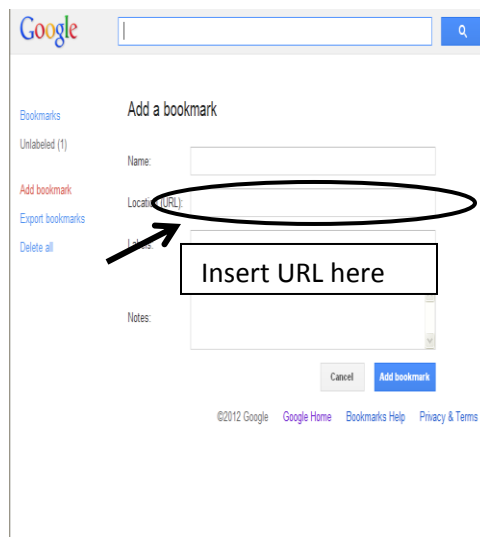 Google
Bookmarks
Unlabeled (1)
Add bookmark
Export bookmarks
Delete all
Add a bookmark
Name:
Location (URL):
Labels:
Insert URL here
Notes:
Cancel
Add bookmark
©2012 Google Google Home Bookmarks Help Privacy & Terms